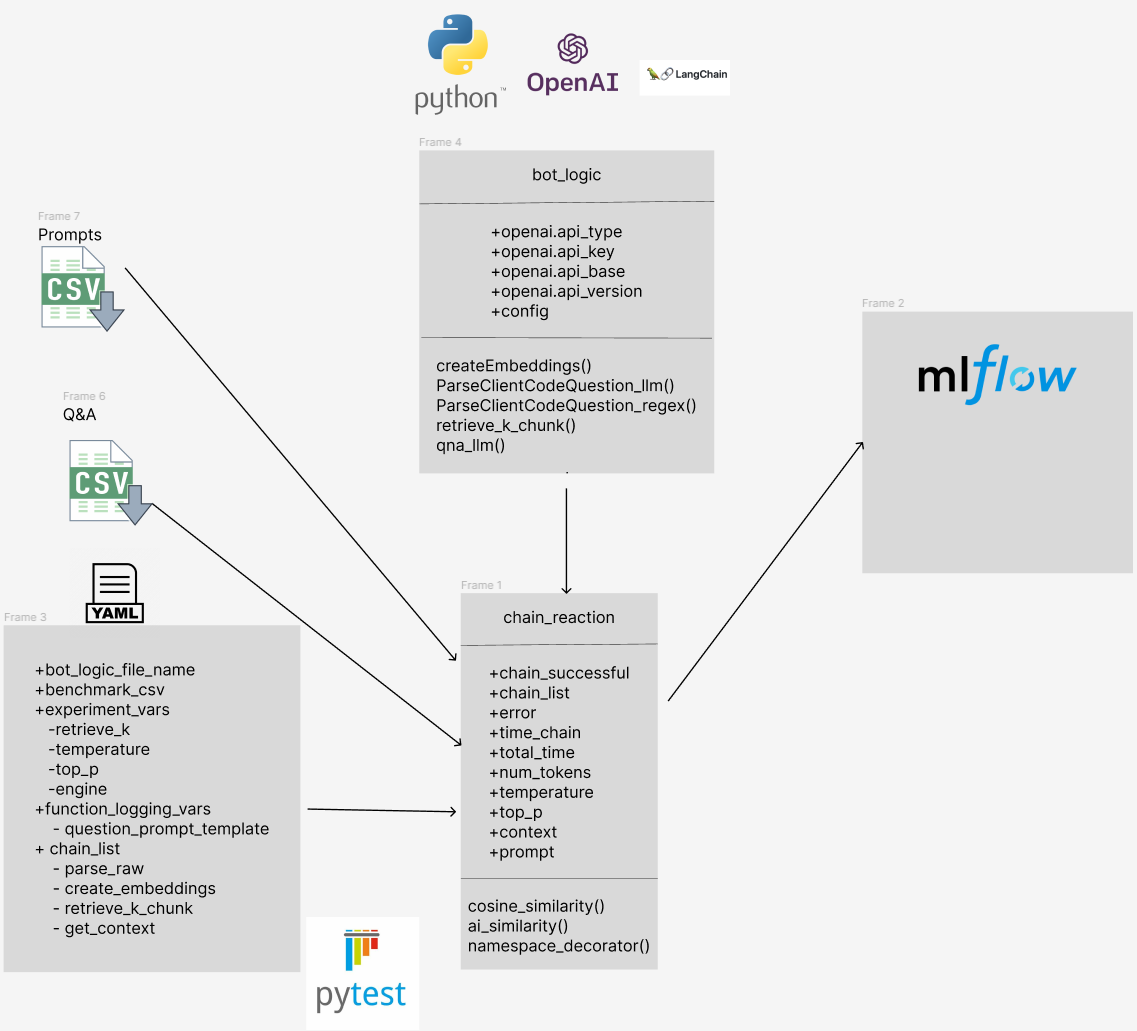 python™
OpenAI
LangChain
Frame 4
bot_logic
+openai.api_type
+openai.api_key
+openai.api_base
+openai.api_version
+config
createEmbeddings()
ParseClientCodeQuestion_llm()
ParseClientCodeQuestion_regex()
retrieve_k_chunk()
qna_llm()
Frame 7
Prompts
CSV
Frame 6
Q&A
CSV
Frame 2
mlflow
YAML
Frame 3
+bot_logic_file_name
+benchmark_csv
+experiment_vars
-retrieve_k
-temperature
-top_p
-engine
+function_logging_vars
- question_prompt_template
+ chain_list
- parse_raw
- create_embeddings
- retrieve_k_chunk
- get_context
Frame 1
chain_reaction
+chain_successful
+chain_list
+error
+time_chain
+total_time
+num_tokens
+temperature
+top_p
+context
+prompt
cosine_similarity()
ai_similarity()
namespace_decorator()
pytest